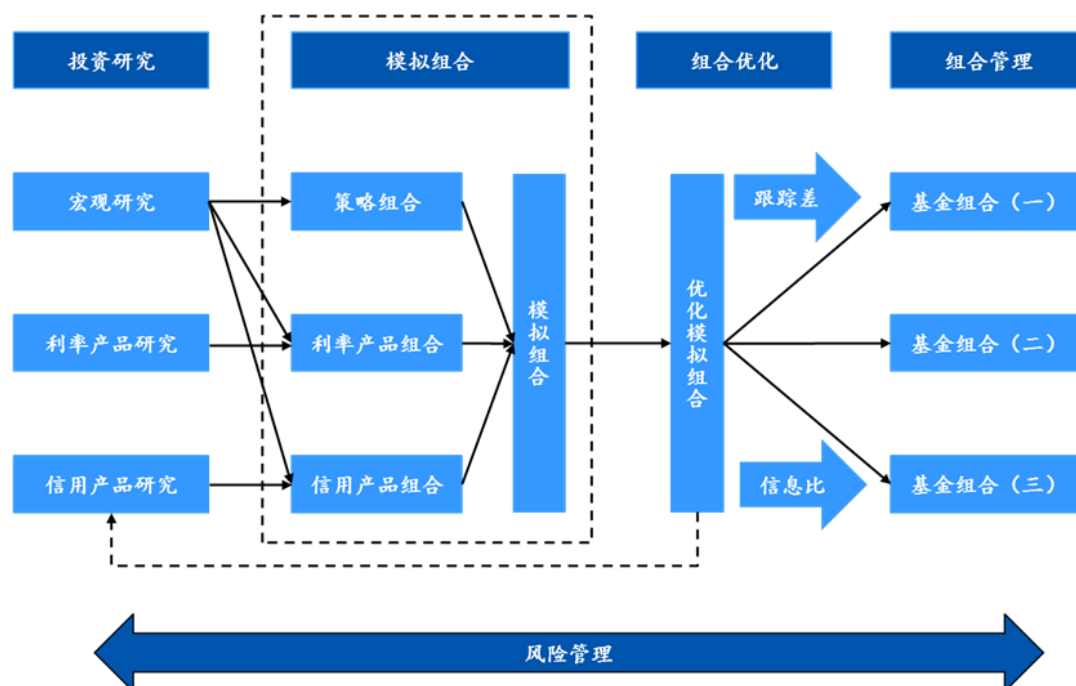 投资研究
模拟组合
组合优化
组合管理
宏观研究
策略组合
跟踪差
基金组合（一）
利率产品研究
利率产品组合
模拟组合
优化模拟组合
基金组合（二）
信用产品研究
信用产品组合
信息比
基金组合（三）
风险管理